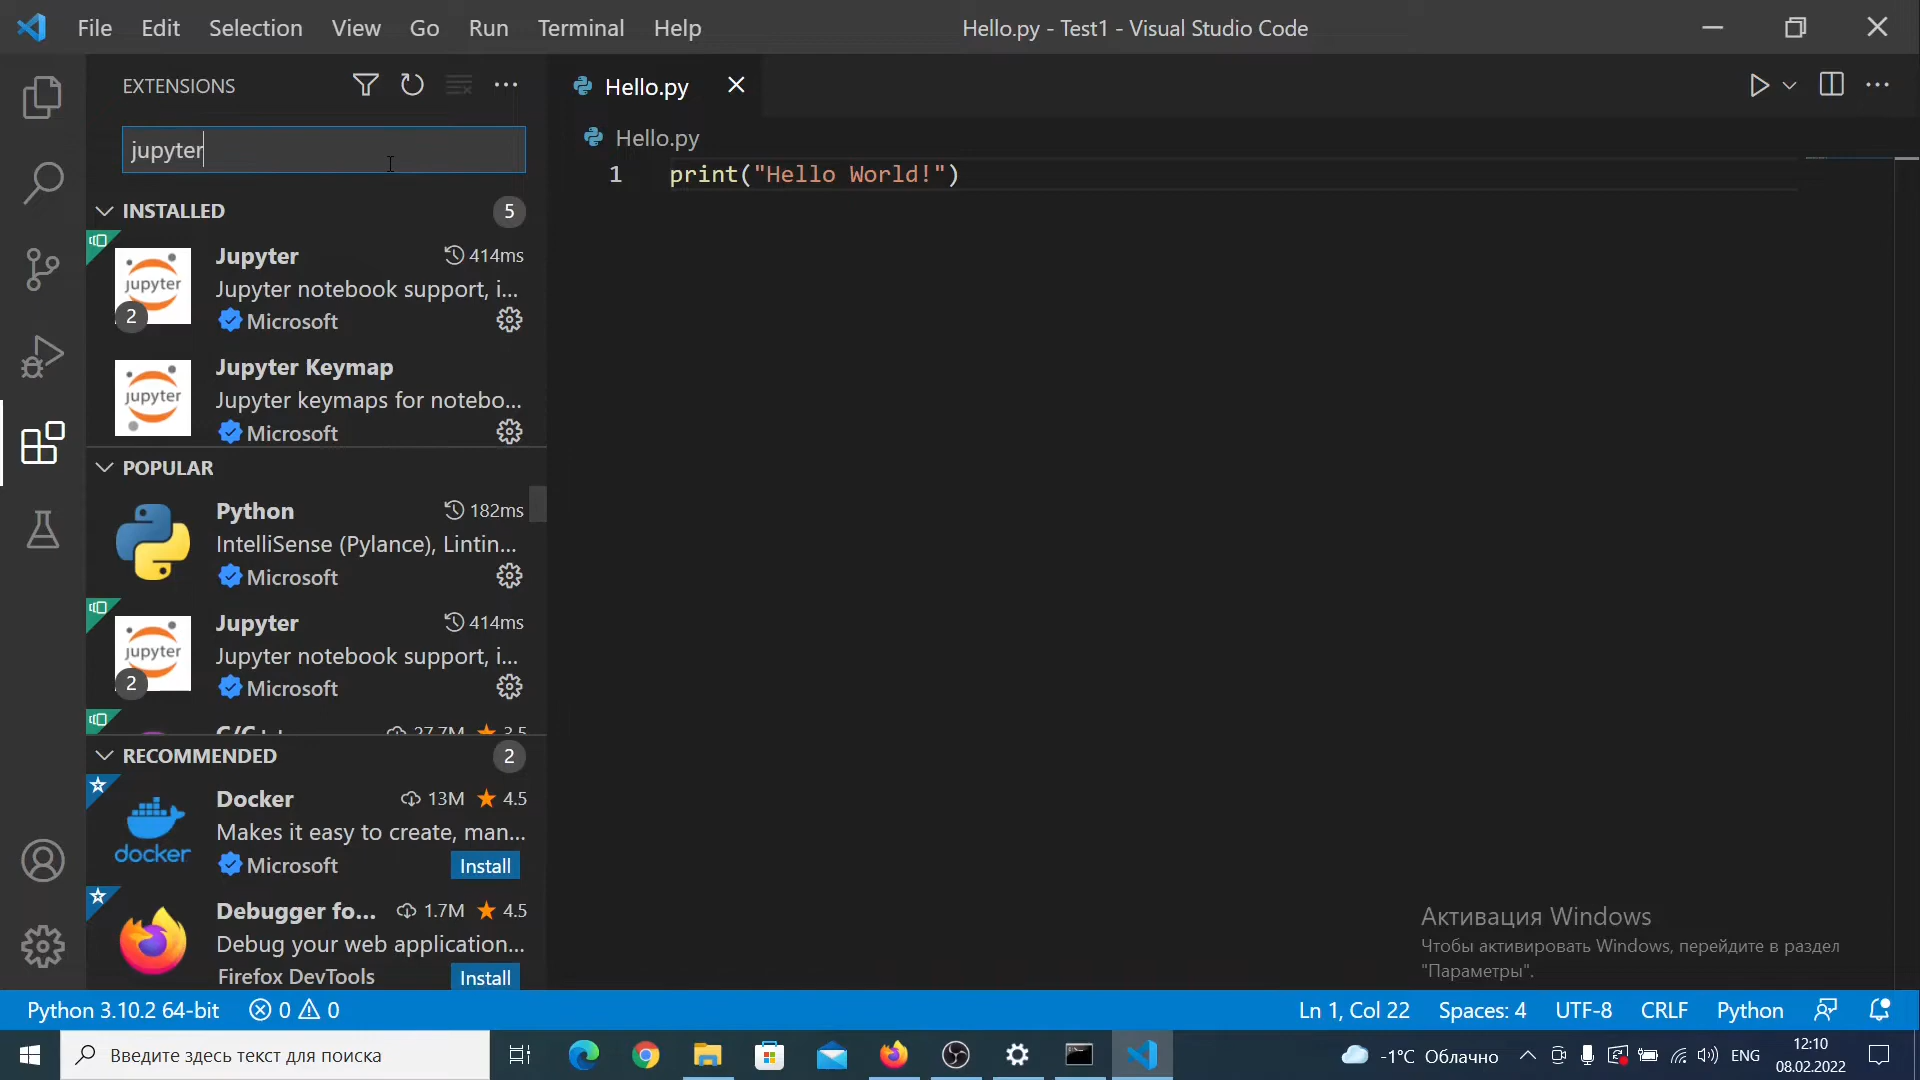 File Edit Selection View Go Run Terminal Help
Hello.py - Test1 - Visual Studio Code
EXTENSIONS
jupyter
INSTALLED 5
Jupyter 414ms
Jupyter notebook support, i...
Microsoft
jupyter
2
Jupyter Keymap
Jupyter keymaps for notebo...
Microsoft
jupyter
POPULAR
Python 182ms
IntelliSense (Pylance), Lintin...
Microsoft
Jupyter 414ms
Jupyter notebook support, i...
Microsoft
jupyter
2
RECOMMENDED 2
Docker 13M 4.5
Makes it easy to create, man...
Microsoft Install
docker
Debugger fo... 1.7M 4.5
Debug your web application...
Firefox DevTools Install
Hello.py
Hello.py
1 print("Hello World!")
Активация Windows
Чтобы активировать Windows, перейдите в раздел
"Параметры".
Python 3.10.2 64-bit 0 0
Ln 1, Col 22 Spaces: 4 UTF-8 CRLF Python
Введите здесь текст для поиска
-1°C Облачно ENG
12:10
08.02.2022